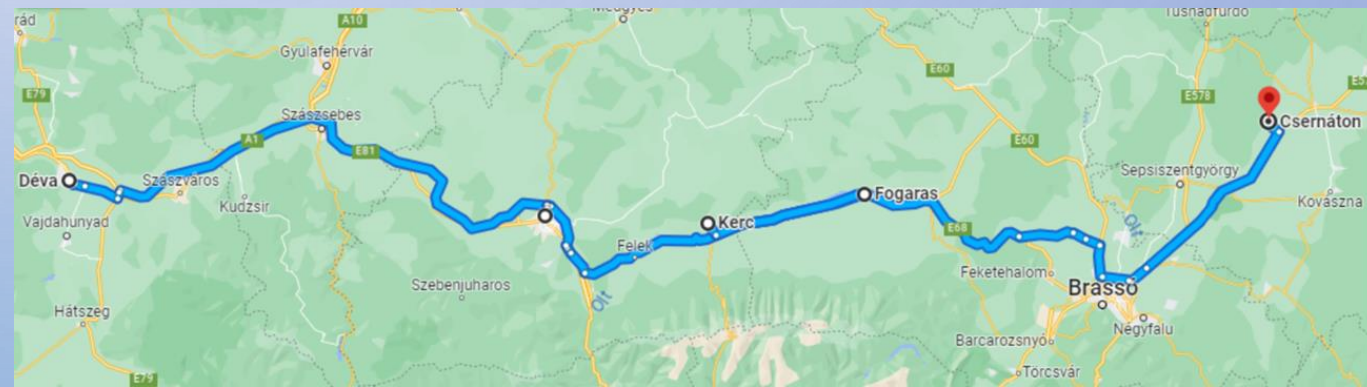 rád
A10
Medgyes
Tusnádfürdő
Gyulafehérvár
E60
E79
E578
E5
Szászsebes
Csernáton
A1
E81
E60
Déva
Szászváros
Sepsiszentgyörgy
Fogaras
Kudzsir
Kovászna
Vajdahunyad
Kerc
Olt
E68
Felek
Feketehalom
Szebenjuharos
Brassó
Olt
Hátszeg
Négyfalu
Barcarozsnyó
Törcsvár
E79